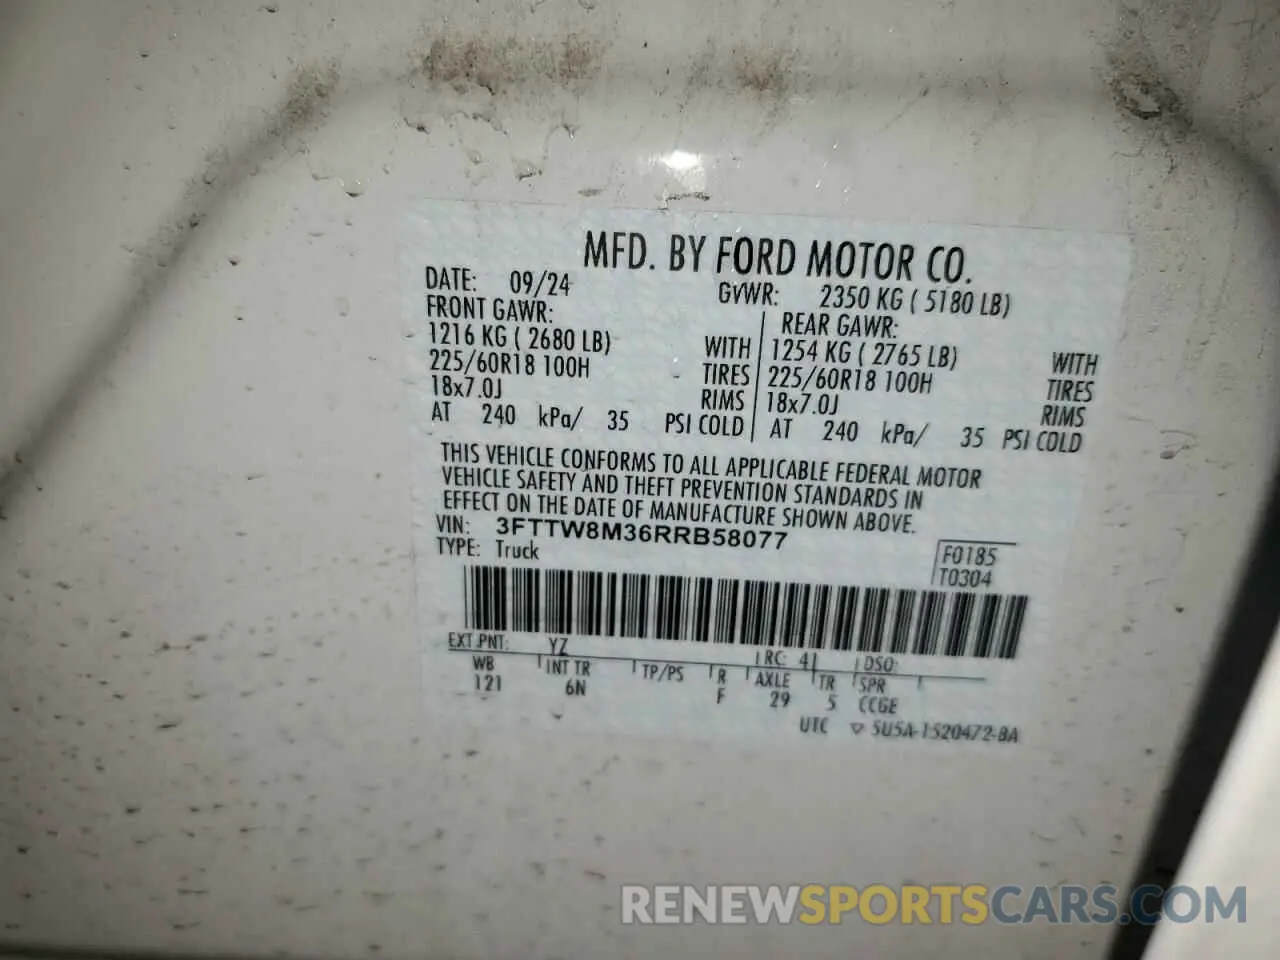 MFD. BY FORD MOTOR CO.
DATE: 09/24 GVWR: 2350 KG ( 5180 LB)
FRONT GAWR: REAR GAWR:
1216 KG ( 2680 LB) WITH 1254 KG ( 2765 LB) WITH
225/60R18 100H TIRES 225/60R18 100H TIRES
18x7.0J RIMS 18x7.0J RIMS
AT 240 kPa/ 35 PSI COLD AT 240 kPa/ 35 PSI COLD
THIS VEHICLE CONFORMS TO ALL APPLICABLE FEDERAL MOTOR
VEHICLE SAFETY AND THEFT PREVENTION STANDARDS IN
EFFECT ON THE DATE OF MANUFACTURE SHOWN ABOVE.
VIN: 3FTTW8M36RRB58077
TYPE: Truck
F0185
T0304
EXT PNT: YZ RC: 41 DSO:
WB INT TR TP/PS R AXLE TR SPR
121 6N F 29 5 CCGE
UTC ▽ 5U5A-1520472-BA
RENEWSPORTSCARS.COM